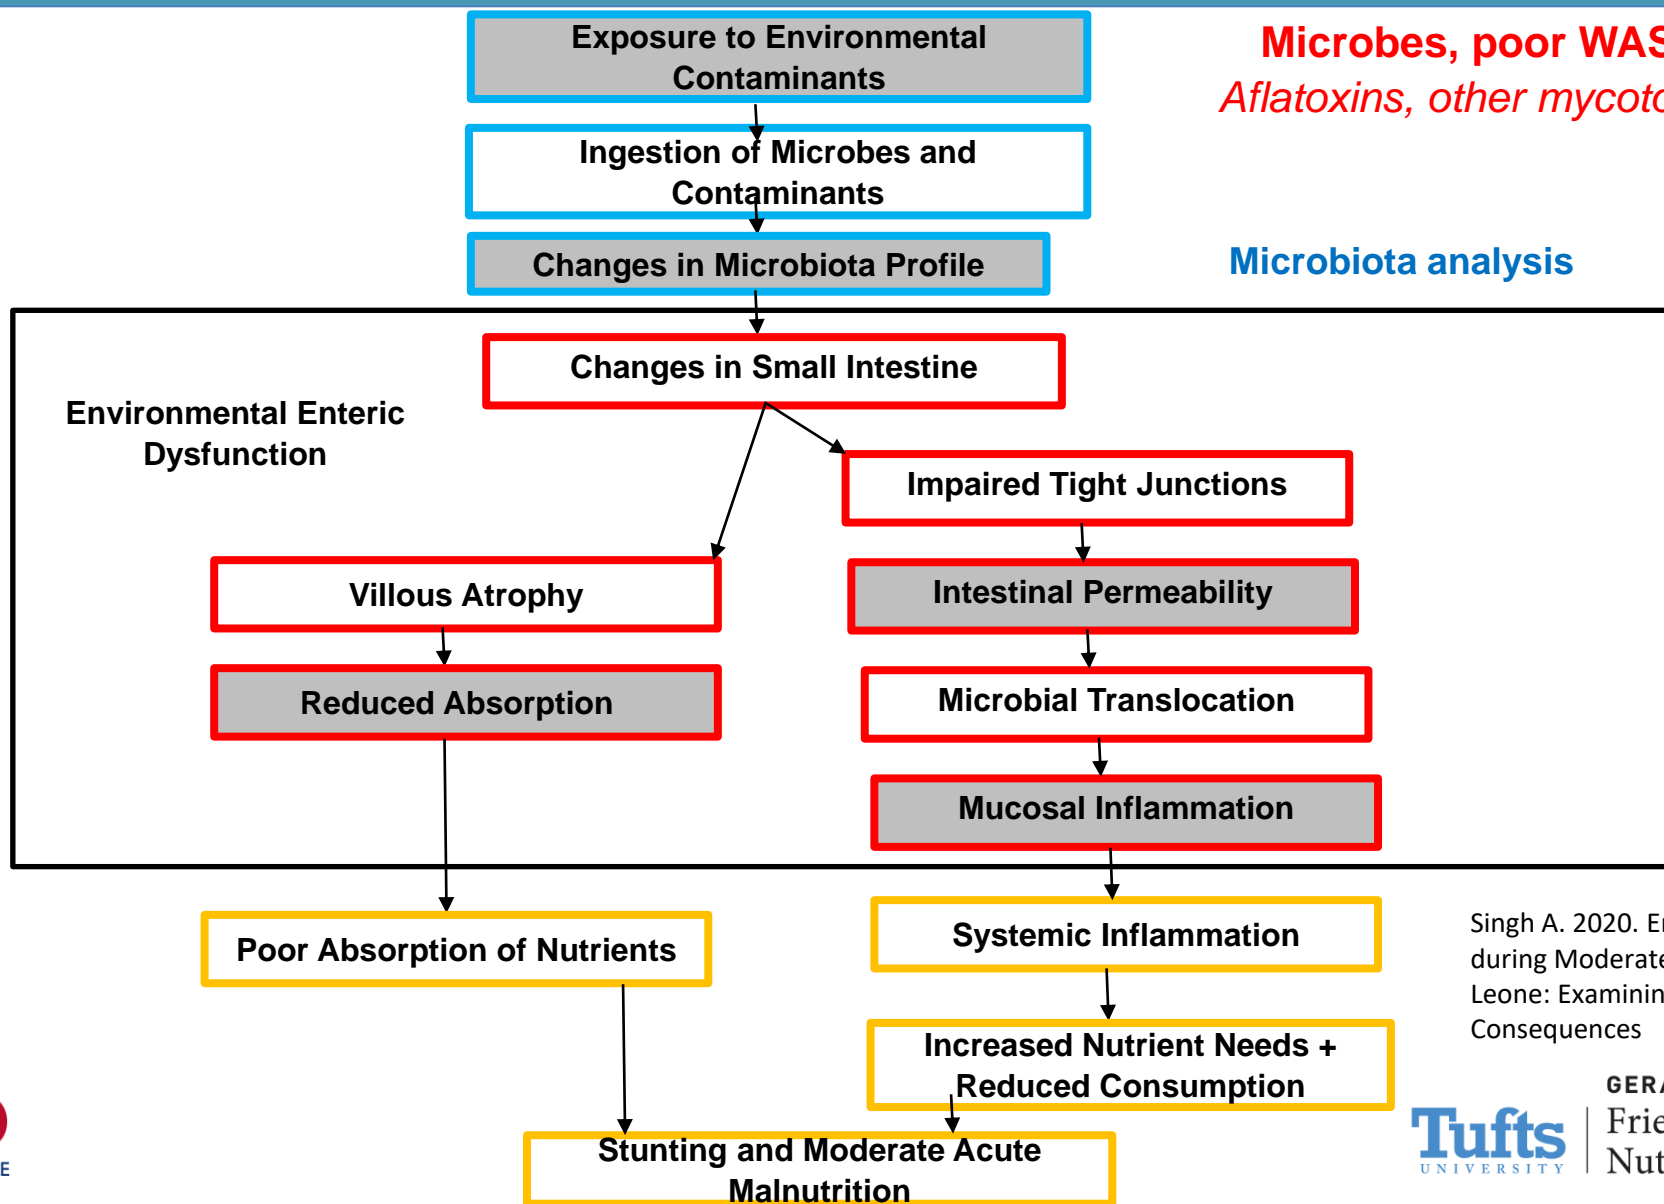 Exposure to Environmental
Contaminants
Microbes, poor WAS
Aflatoxins, other mycoto
Ingestion of Microbes and
Contaminants
Changes in Microbiota Profile
Microbiota analysis
Changes in Small Intestine
Environmental Enteric
Dysfunction
Impaired Tight Junctions
Villous Atrophy
Intestinal Permeability
Reduced Absorption
Microbial Translocation
Mucosal Inflammation
Poor Absorption of Nutrients
Systemic Inflammation
Increased Nutrient Needs +
Reduced Consumption
Stunting and Moderate Acute
Malnutrition
Singh A. 2020. En
during Moderate
Leone: Examinin
Consequences
E
Tufts
UNIVERSITY
GERA
Frie
Nut